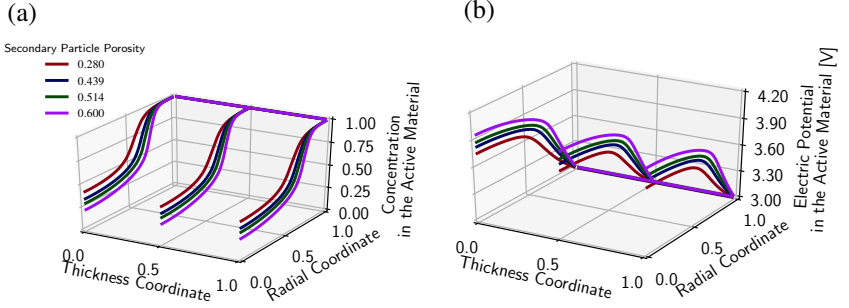 (a)
Secondary Particle Porosity
0.280
0.439
0.514
0.600
1.00
0.75
0.50
0.25
0.00
Concentration
in the Active Material
0.0
0.5
1.0
Thickness Coordinate
0.0
0.5
1.0
Radial Coordinate
(b)
4.20
3.90
3.60
3.30
3.00
Electric Potential
in the Active Material [V]
0.0
0.5
1.0
Thickness Coordinate
0.0
0.5
1.0
Radial Coordinate